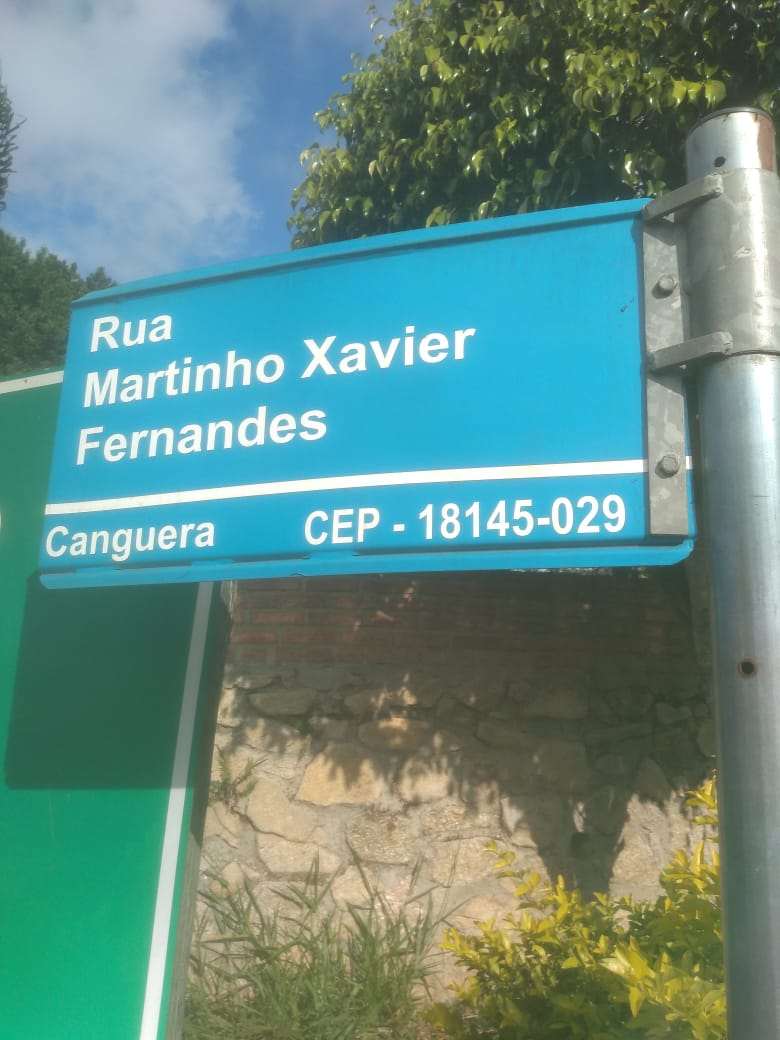 Rua
Martinho Xavier
Fernandes
Canguera CEP - 18145-029